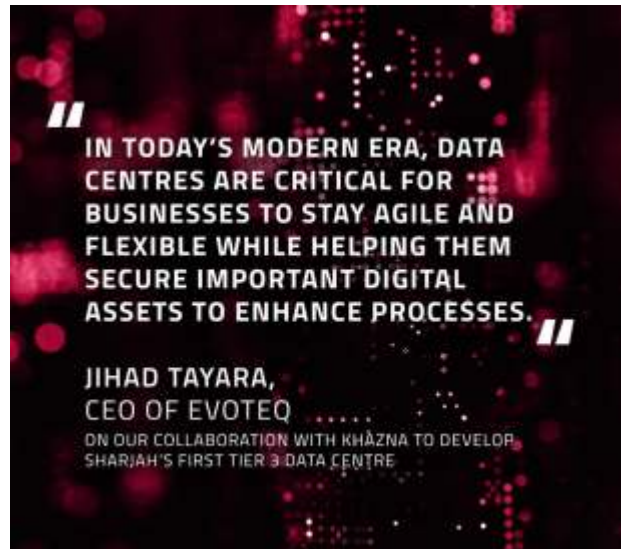 "
IN TODAY'S MODERN ERA, DATA
CENTRES ARE CRITICAL FOR
BUSINESSES TO STAY AGILE AND
FLEXIBLE WHILE HELPING THEM
SECURE IMPORTANT DIGITAL
ASSETS TO ENHANCE PROCESSES.
"
JIHAD TAYARA,
CEO OF EVOTEQ
ON OUR COLLABORATION WITH KHAZNA TO DEVELOP
SHARJAH'S FIRST TIER 3 DATA CENTRE